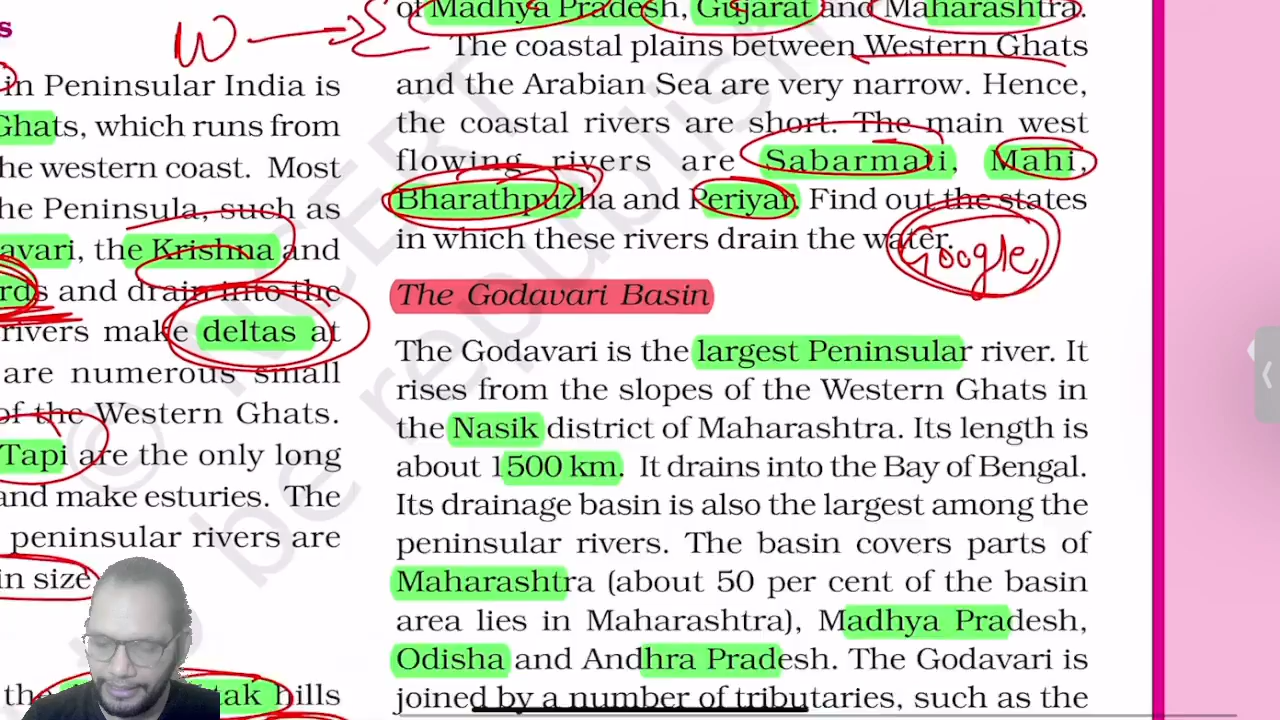 s
W → Σ
in Peninsular India is
Ghats, which runs from
he western coast. Most
he Peninsula, such as
avari, the Krishna and
rds and drain into the
rivers make deltas at
are numerous small
of the Western Ghats.
Tapi are the only long
and make esturies. The
peninsular rivers are
in size
the tak hills
of Madhya Pradesh, Gujarat and Maharashtra.
The coastal plains between Western Ghats
and the Arabian Sea are very narrow. Hence,
the coastal rivers are short. The main west
flowing rivers are Sabarmati, Mahi,
Bharathpuzha and Periyar. Find out the states
in which these rivers drain the water.
Google
The Godavari Basin
The Godavari is the largest Peninsular river. It
rises from the slopes of the Western Ghats in
the Nasik district of Maharashtra. Its length is
about 1500 km. It drains into the Bay of Bengal.
Its drainage basin is also the largest among the
peninsular rivers. The basin covers parts of
Maharashtra (about 50 per cent of the basin
area lies in Maharashtra), Madhya Pradesh,
Odisha and Andhra Pradesh. The Godavari is
joined by a number of tributaries, such as the
© NCERT
be republish